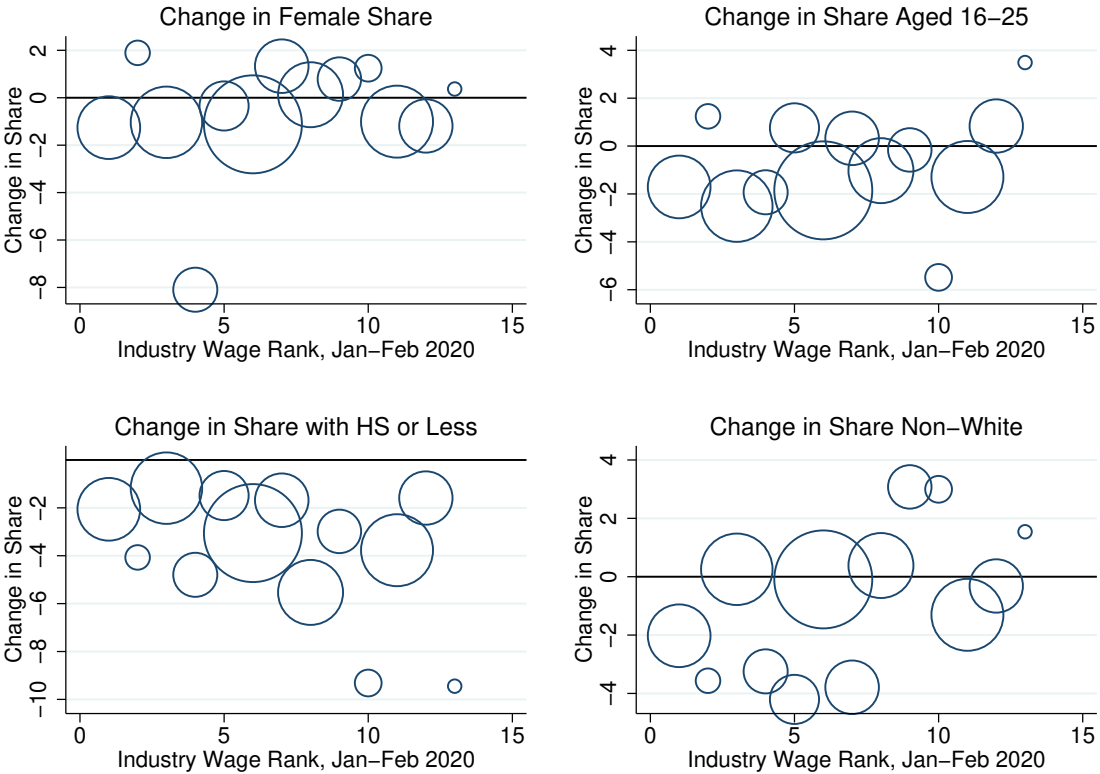 Change in Female Share
Change in Share
2
0
−2
−4
−6
−8
0 5 10 15
Industry Wage Rank, Jan−Feb 2020
Change in Share Aged 16−25
Change in Share
4
2
0
−2
−4
−6
0 5 10 15
Industry Wage Rank, Jan−Feb 2020
Change in Share with HS or Less
Change in Share
−2
−4
−6
−8
−10
0 5 10 15
Industry Wage Rank, Jan−Feb 2020
Change in Share Non−White
Change in Share
4
2
0
−2
−4
0 5 10 15
Industry Wage Rank, Jan−Feb 2020